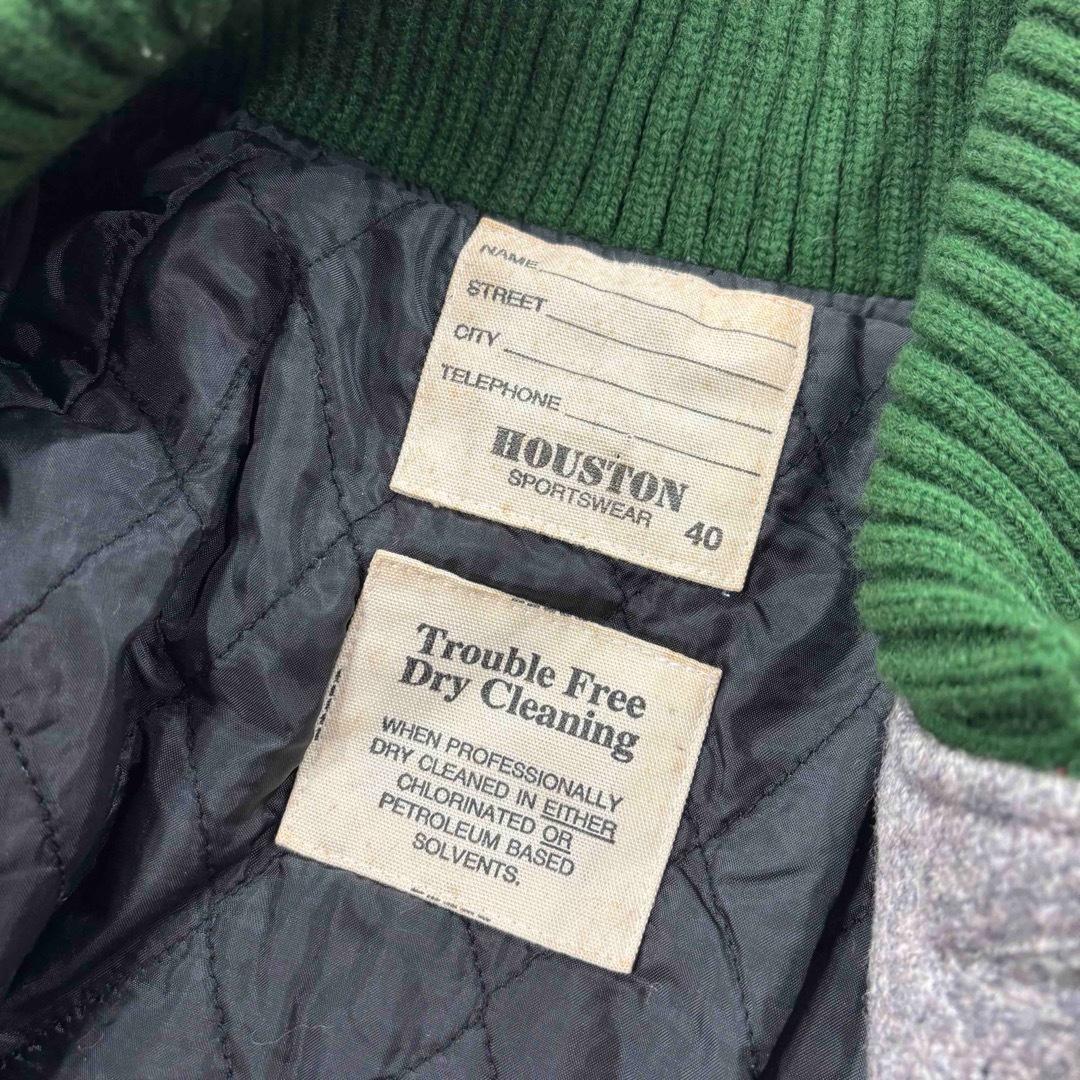 NAME
STREET
CITY
TELEPHONE
HOUSTON
SPORTSWEAR
40
Trouble Free
Dry Cleaning
WHEN PROFESSIONALLY
DRY CLEANED IN EITHER
CHLORINATED OR
PETROLEUM BASED
SOLVENTS.